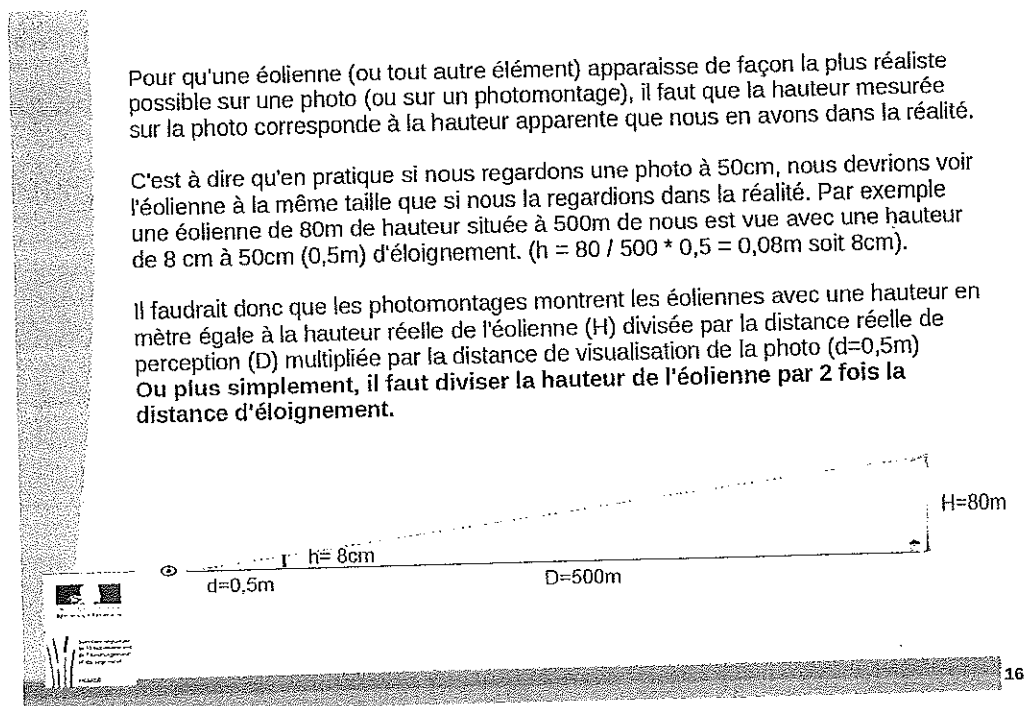 Pour qu'une éolienne (ou tout autre élément) apparaisse de façon la plus réaliste
possible sur une photo (ou sur un photomontage), il faut que la hauteur mesurée
sur la photo corresponde à la hauteur apparente que nous en avons dans la réalité.
C'est à dire qu'en pratique si nous regardons une photo à 50cm, nous devrions voir
l'éolienne à la même taille que si nous la regardions dans la réalité. Par exemple
une éolienne de 80m de hauteur située à 500m de nous est vue avec une hauteur
de 8 cm à 50cm (0,5m) d'éloignement. (h = 80 / 500 * 0,5 = 0,08m soit 8cm).
Il faudrait donc que les photomontages montrent les éoliennes avec une hauteur en
mètre égale à la hauteur réelle de l'éolienne (H) divisée par la distance réelle de
perception (D) multipliée par la distance de visualisation de la photo (d=0,5m)
Ou plus simplement, il faut diviser la hauteur de l'éolienne par 2 fois la
distance d'éloignement.
H=80m
h= 8cm
d=0,5m
D=500m
16